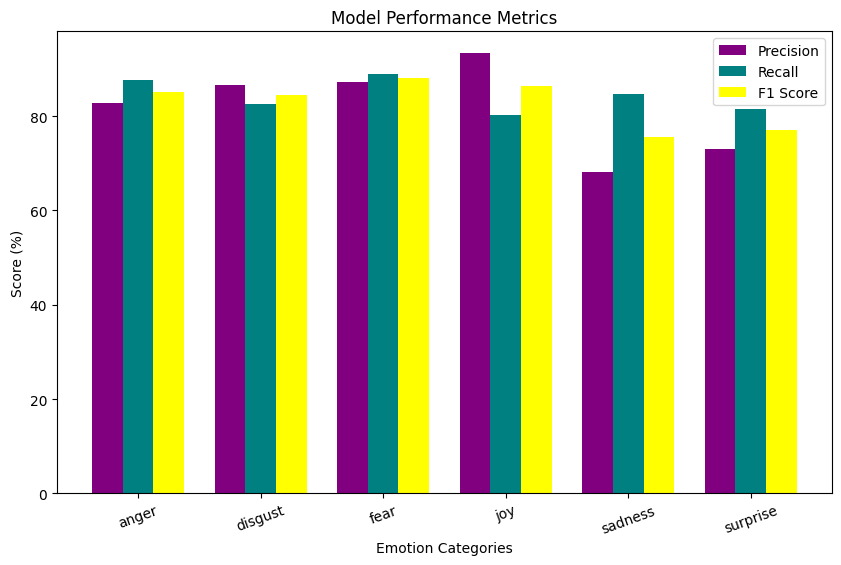 Model Performance Metrics
Precision
Recall
F1 Score
80
60
40
20
0
Score (%)
anger
disgust
fear
joy
sadness
surprise
Emotion Categories